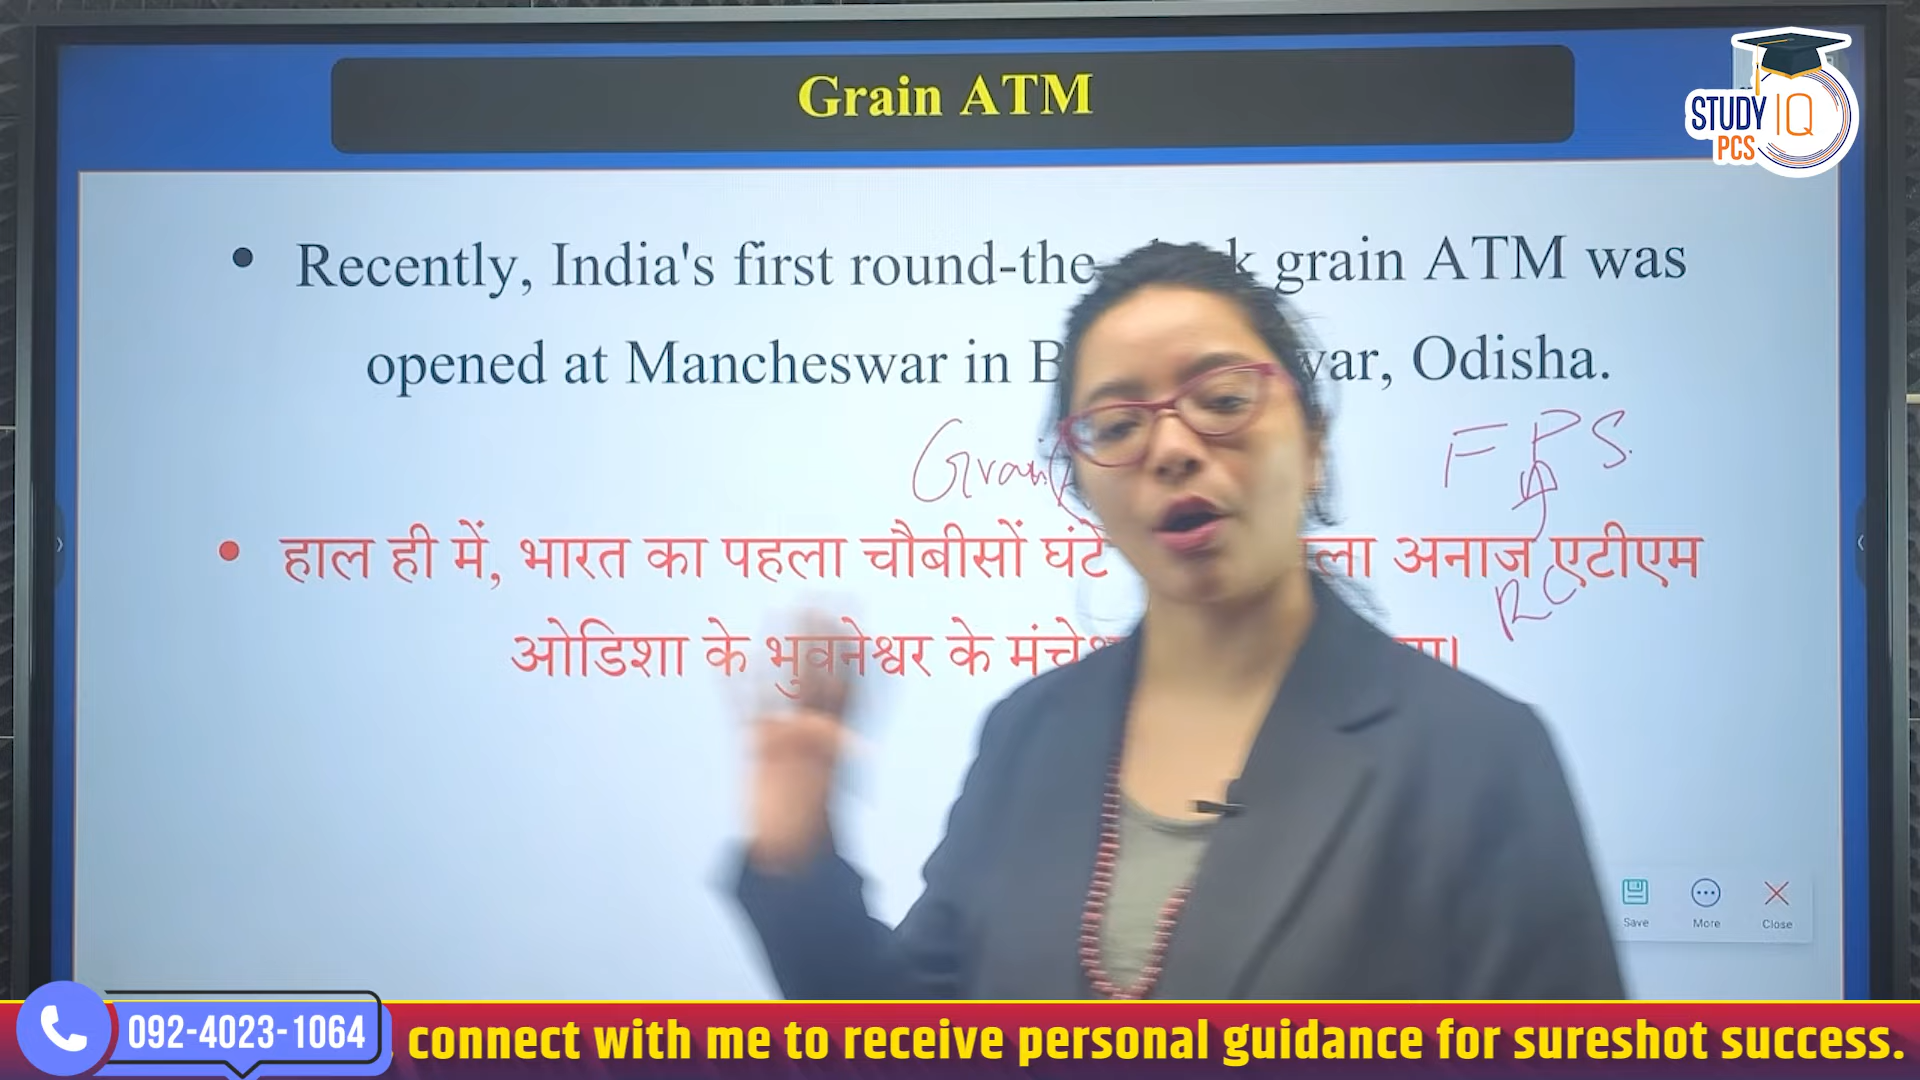 Grain ATM
STUDY IQ
PCS
• Recently, India's first round-the- grain ATM was
opened at Mancheswar in Odisha.
Grain
FPS
• हाल ही में, भारत का पहला चौबीसों घंटे अनाज एटीएम
RC
ओडिशा के भुवनेश्वर के
Save More Close
092-4023-1064
connect with me to receive personal guidance for sureshot success.